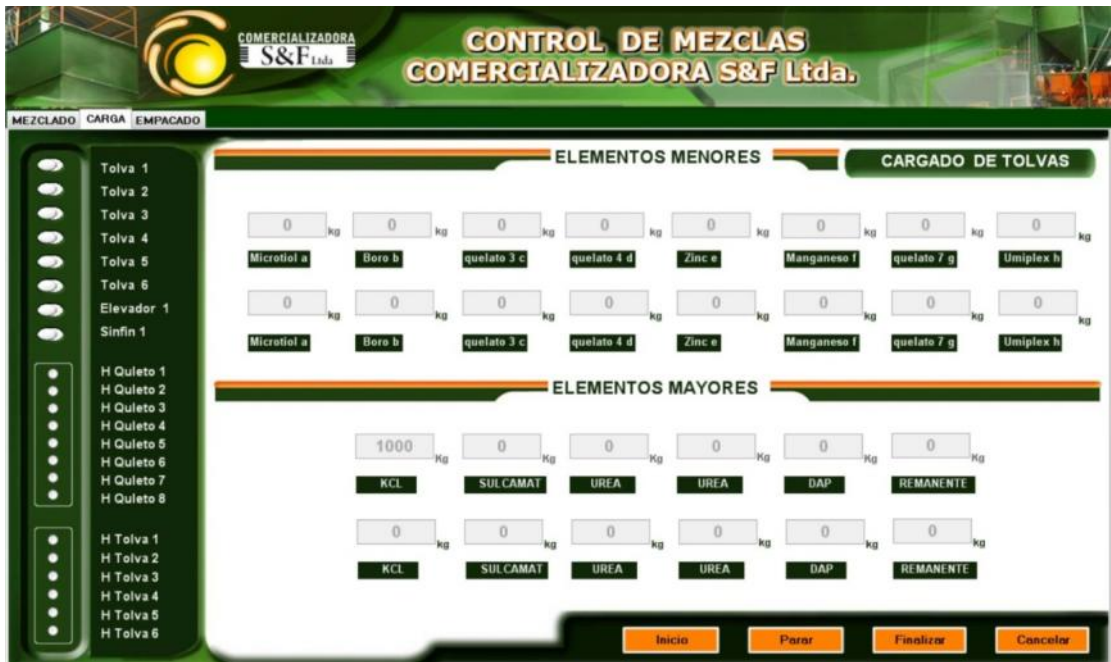 COMERCIALIZADORA
S&F Ltda
CONTROL DE MEZCLAS
COMERCIALIZADORA S&F Ltda.
MEZCLADO CARGA EMPACADO
Tolva 1
Tolva 2
Tolva 3
Tolva 4
Tolva 5
Tolva 6
Elevador 1
Sinfin 1
H Quleto 1
H Quleto 2
H Quleto 3
H Quleto 4
H Quleto 5
H Quleto 6
H Quleto 7
H Quleto 8
H Tolva 1
H Tolva 2
H Tolva 3
H Tolva 4
H Tolva 5
H Tolva 6
ELEMENTOS MENORES
CARGADO DE TOLVAS
0 kg 0 kg 0 kg 0 kg 0 kg 0 kg 0 kg 0 kg
Microtiol a Boro b quelato 3 c quelato 4 d Zinc e Manganeso f quelato 7 g Umiplex h
0 kg 0 kg 0 kg 0 kg 0 kg 0 kg 0 kg 0 kg
Microtiol a Boro b quelato 3 c quelato 4 d Zinc e Manganeso f quelato 7 g Umiplex h
ELEMENTOS MAYORES
1000 Kg 0 Kg 0 Kg 0 Kg 0 Kg 0 Kg
KCL SULCAMAT UREA UREA DAP REMANENTE
0 kg 0 kg 0 kg 0 kg 0 kg 0 kg
KCL SULCAMAT UREA UREA DAP REMANENTE
Inicio Parar Finalizar Cancelar